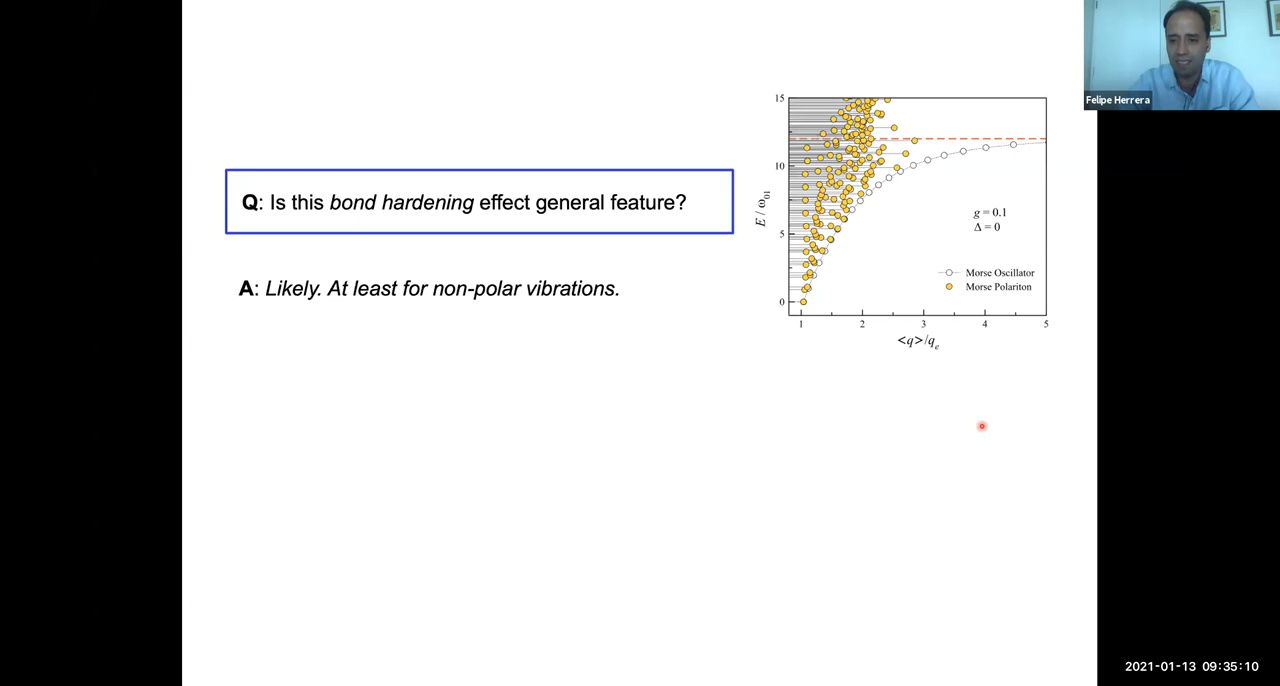 Felipe Herrera
Q: Is this bond hardening effect general feature?
A: Likely. At least for non-polar vibrations.
15
10
5
0
E / ω01
g = 0.1
Δ = 0
Morse Oscillator
Morse Polariton
1 2 3 4 5
<q>/qe
2021-01-13 09:35:10